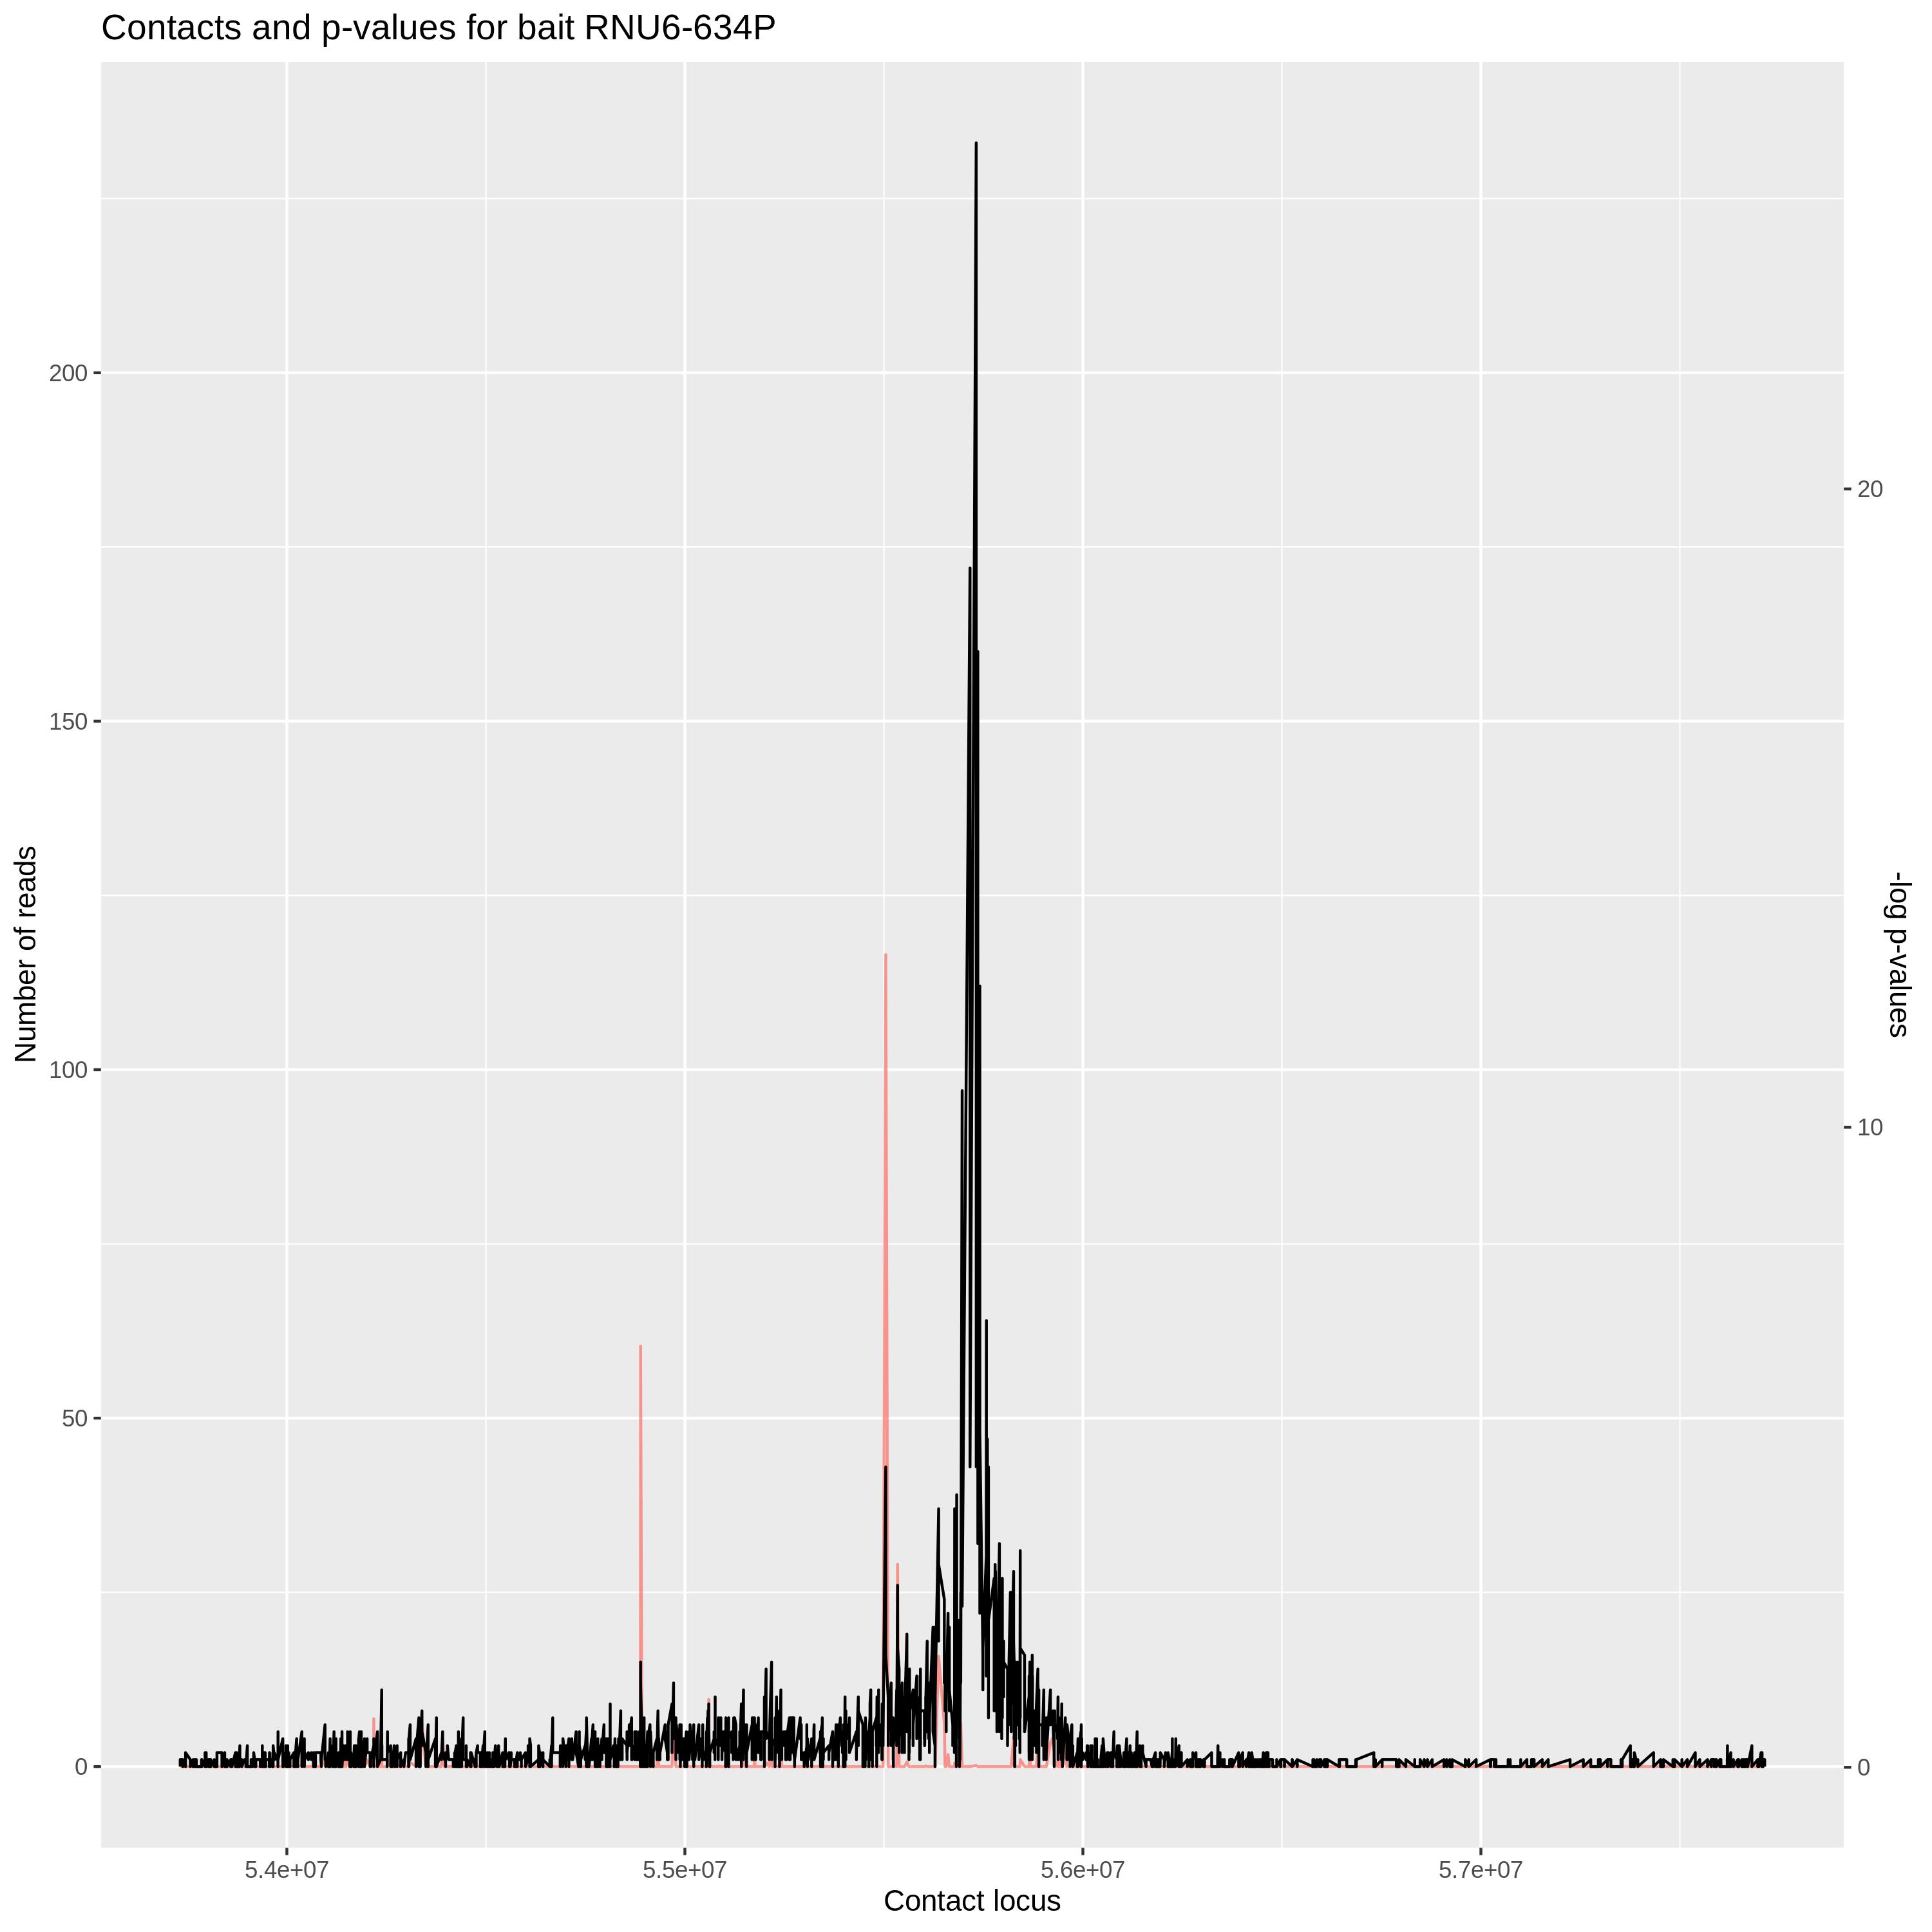 Contacts and p-values for bait RNU6-634P
200
150
100
50
0
Number of reads
20
10
0
-log p-values
5.4e+07
5.5e+07
5.6e+07
5.7e+07
Contact locus